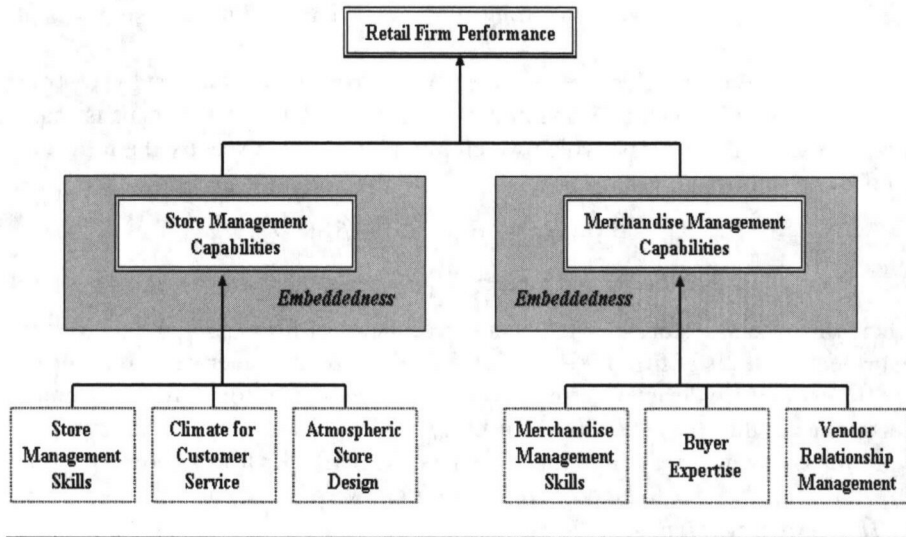 Retail Firm Performance
Store Management
Capabilities
Embeddedness
Merchandise Management
Capabilities
Embeddedness
Store
Management
Skills
Climate for
Customer
Service
Atmospheric
Store
Design
Merchandise
Management
Skills
Buyer
Expertise
Vendor
Relationship
Management